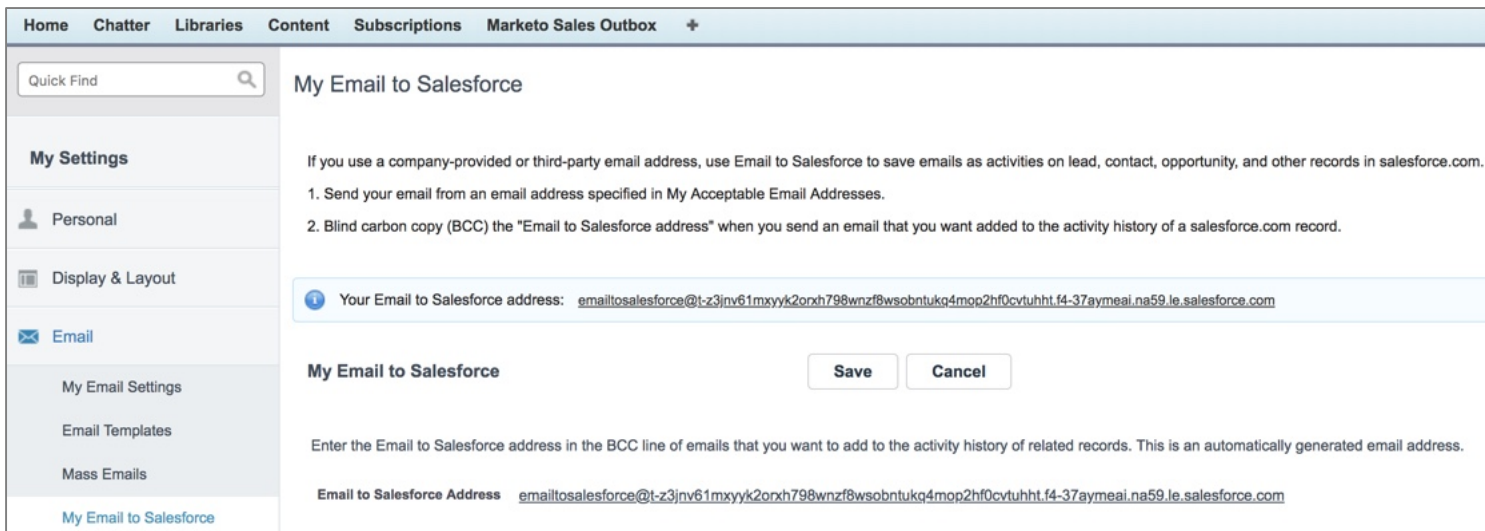 Home Chatter Libraries Content Subscriptions Marketo Sales Outbox +
Quick Find
My Settings
Personal
Display & Layout
Email
My Email Settings
Email Templates
Mass Emails
My Email to Salesforce
My Email to Salesforce
If you use a company-provided or third-party email address, use Email to Salesforce to save emails as activities on lead, contact, opportunity, and other records in salesforce.com.
1. Send your email from an email address specified in My Acceptable Email Addresses.
2. Blind carbon copy (BCC) the "Email to Salesforce address" when you send an email that you want added to the activity history of a salesforce.com record.
Your Email to Salesforce address: emailtosalesforce@t-z3jnv61mxyyk2orxh798wnzf8wsobntukq4mop2hf0cvtuhht.f4-37aymeai.na59.le.salesforce.com
My Email to Salesforce Save Cancel
Enter the Email to Salesforce address in the BCC line of emails that you want to add to the activity history of related records. This is an automatically generated email address.
Email to Salesforce Address emailtosalesforce@t-z3jnv61mxyyk2orxh798wnzf8wsobntukq4mop2hf0cvtuhht.f4-37aymeai.na59.le.salesforce.com